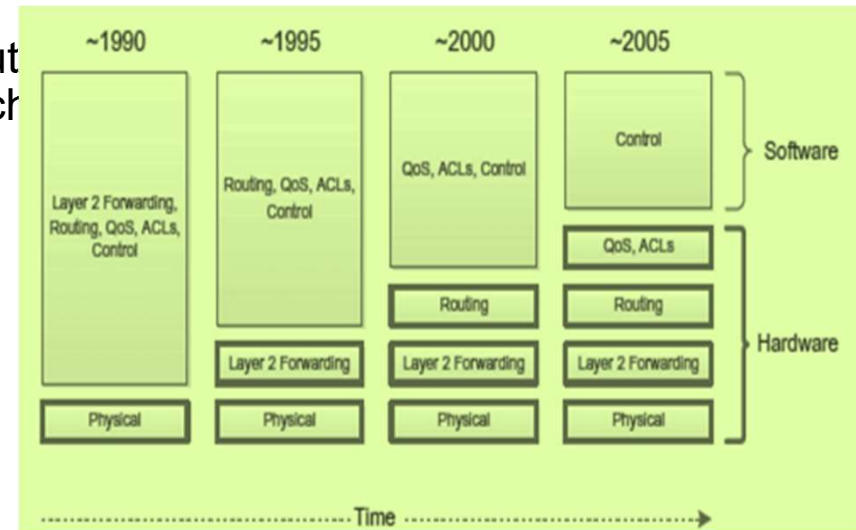 ut
ch
~1990
~1995
~2000
~2005
Layer 2 Forwarding,
Routing, QoS, ACLs,
Control
Physical
Routing, QoS, ACLs,
Control
Layer 2 Forwarding
Physical
QoS, ACLs, Control
Routing
Layer 2 Forwarding
Physical
Control
QoS, ACLs
Routing
Layer 2 Forwarding
Physical
Software
Hardware
Time